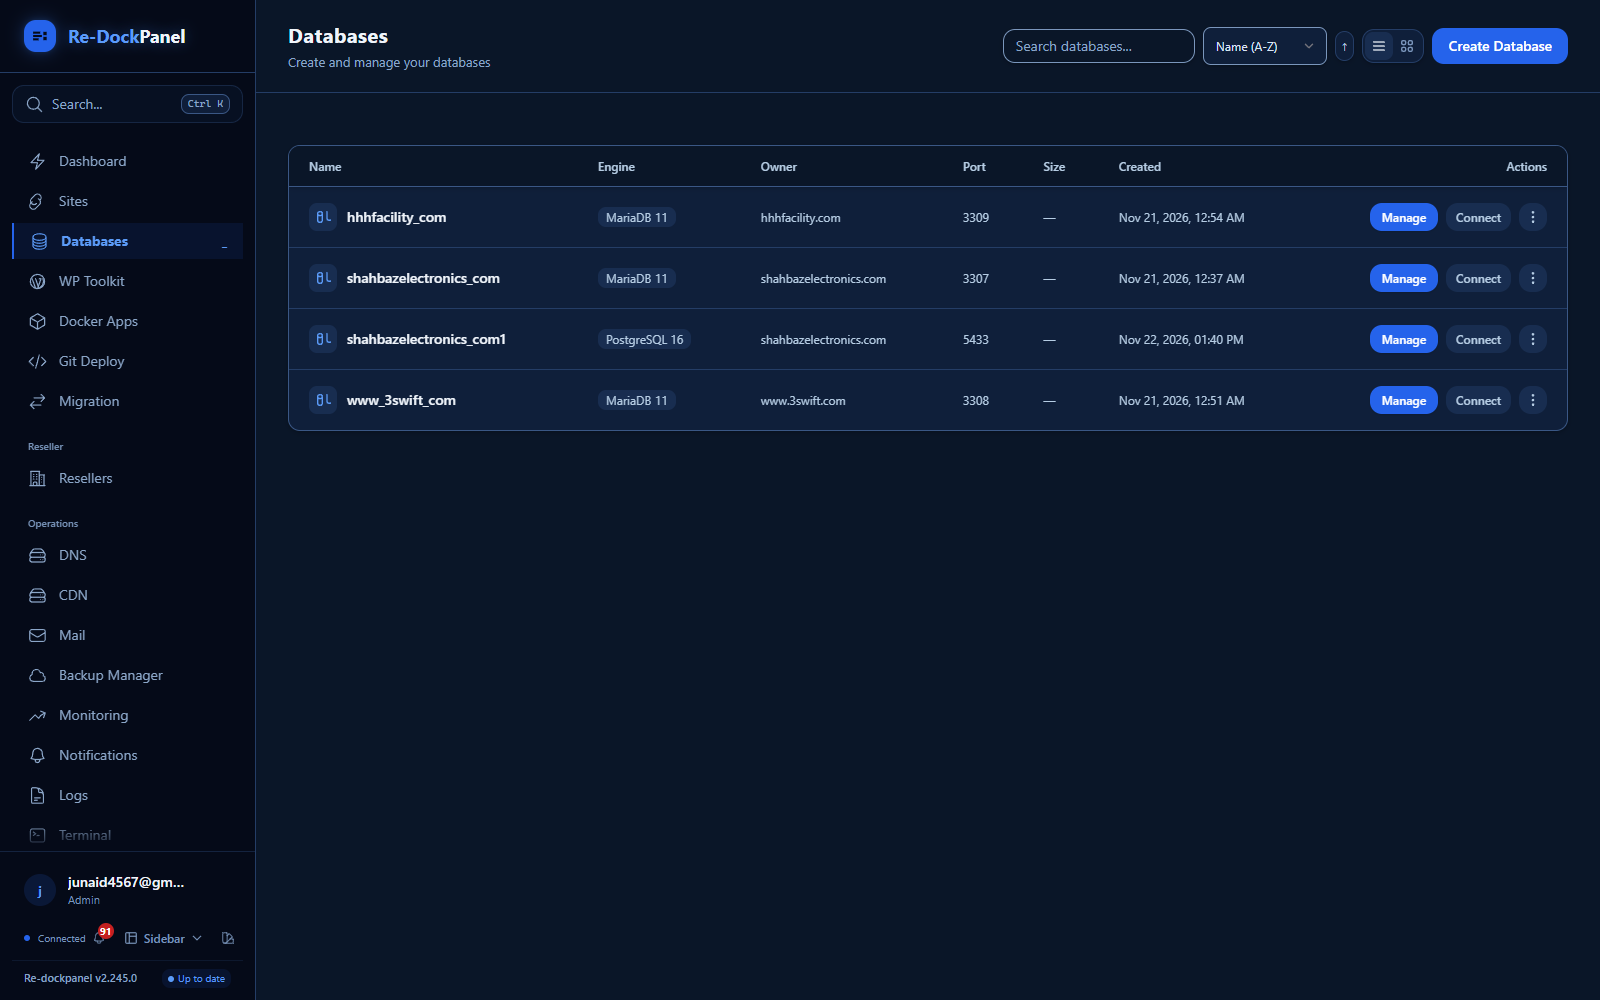 Re-DockPanel
Search...
Ctrl K
Dashboard
Sites
Databases
WP Toolkit
Docker Apps
Git Deploy
Migration
Reseller
Resellers
Operations
DNS
CDN
Mail
Backup Manager
Monitoring
Notifications
Logs
Terminal
junaid4567@gm...
Admin
Connected
91
Sidebar
Re-dockpanel v2.245.0
Up to date
Databases
Create and manage your databases
Search databases...
Name (A-Z)
↑
Create Database
Name Engine Owner Port Size Created Actions
hhhfacility_com MariaDB 11 hhhfacility.com 3309 — Nov 21, 2026, 12:54 AM Manage Connect
shahbazelectronics_com MariaDB 11 shahbazelectronics.com 3307 — Nov 21, 2026, 12:37 AM Manage Connect
shahbazelectronics_com1 PostgreSQL 16 shahbazelectronics.com 5433 — Nov 22, 2026, 01:40 PM Manage Connect
www_3swift_com MariaDB 11 www.3swift.com 3308 — Nov 21, 2026, 12:51 AM Manage Connect